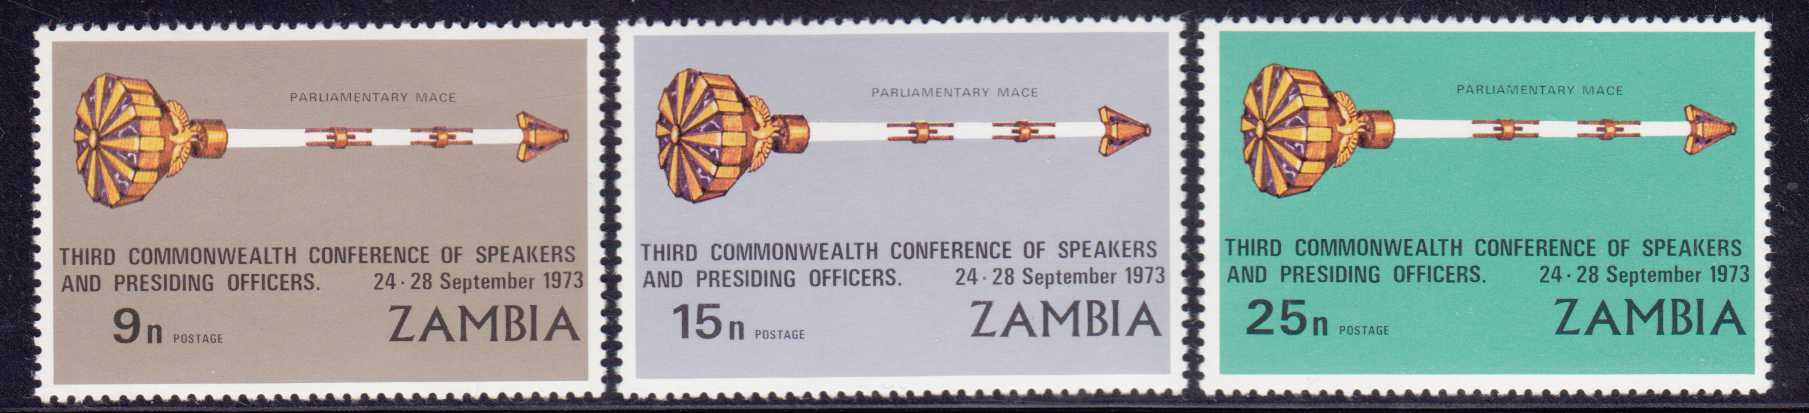 PARLIAMENTARY MACE
THIRD COMMONWEALTH CONFERENCE OF SPEAKERS
AND PRESIDING OFFICERS. 24·28 September 1973
9n POSTAGE ZAMBIA
PARLIAMENTARY MACE
THIRD COMMONWEALTH CONFERENCE OF SPEAKERS
AND PRESIDING OFFICERS. 24·28 September 1973
15n POSTAGE ZAMBIA
PARLIAMENTARY MACE
THIRD COMMONWEALTH CONFERENCE OF SPEAKERS
AND PRESIDING OFFICERS. 24·28 September 1973
25n POSTAGE ZAMBIA